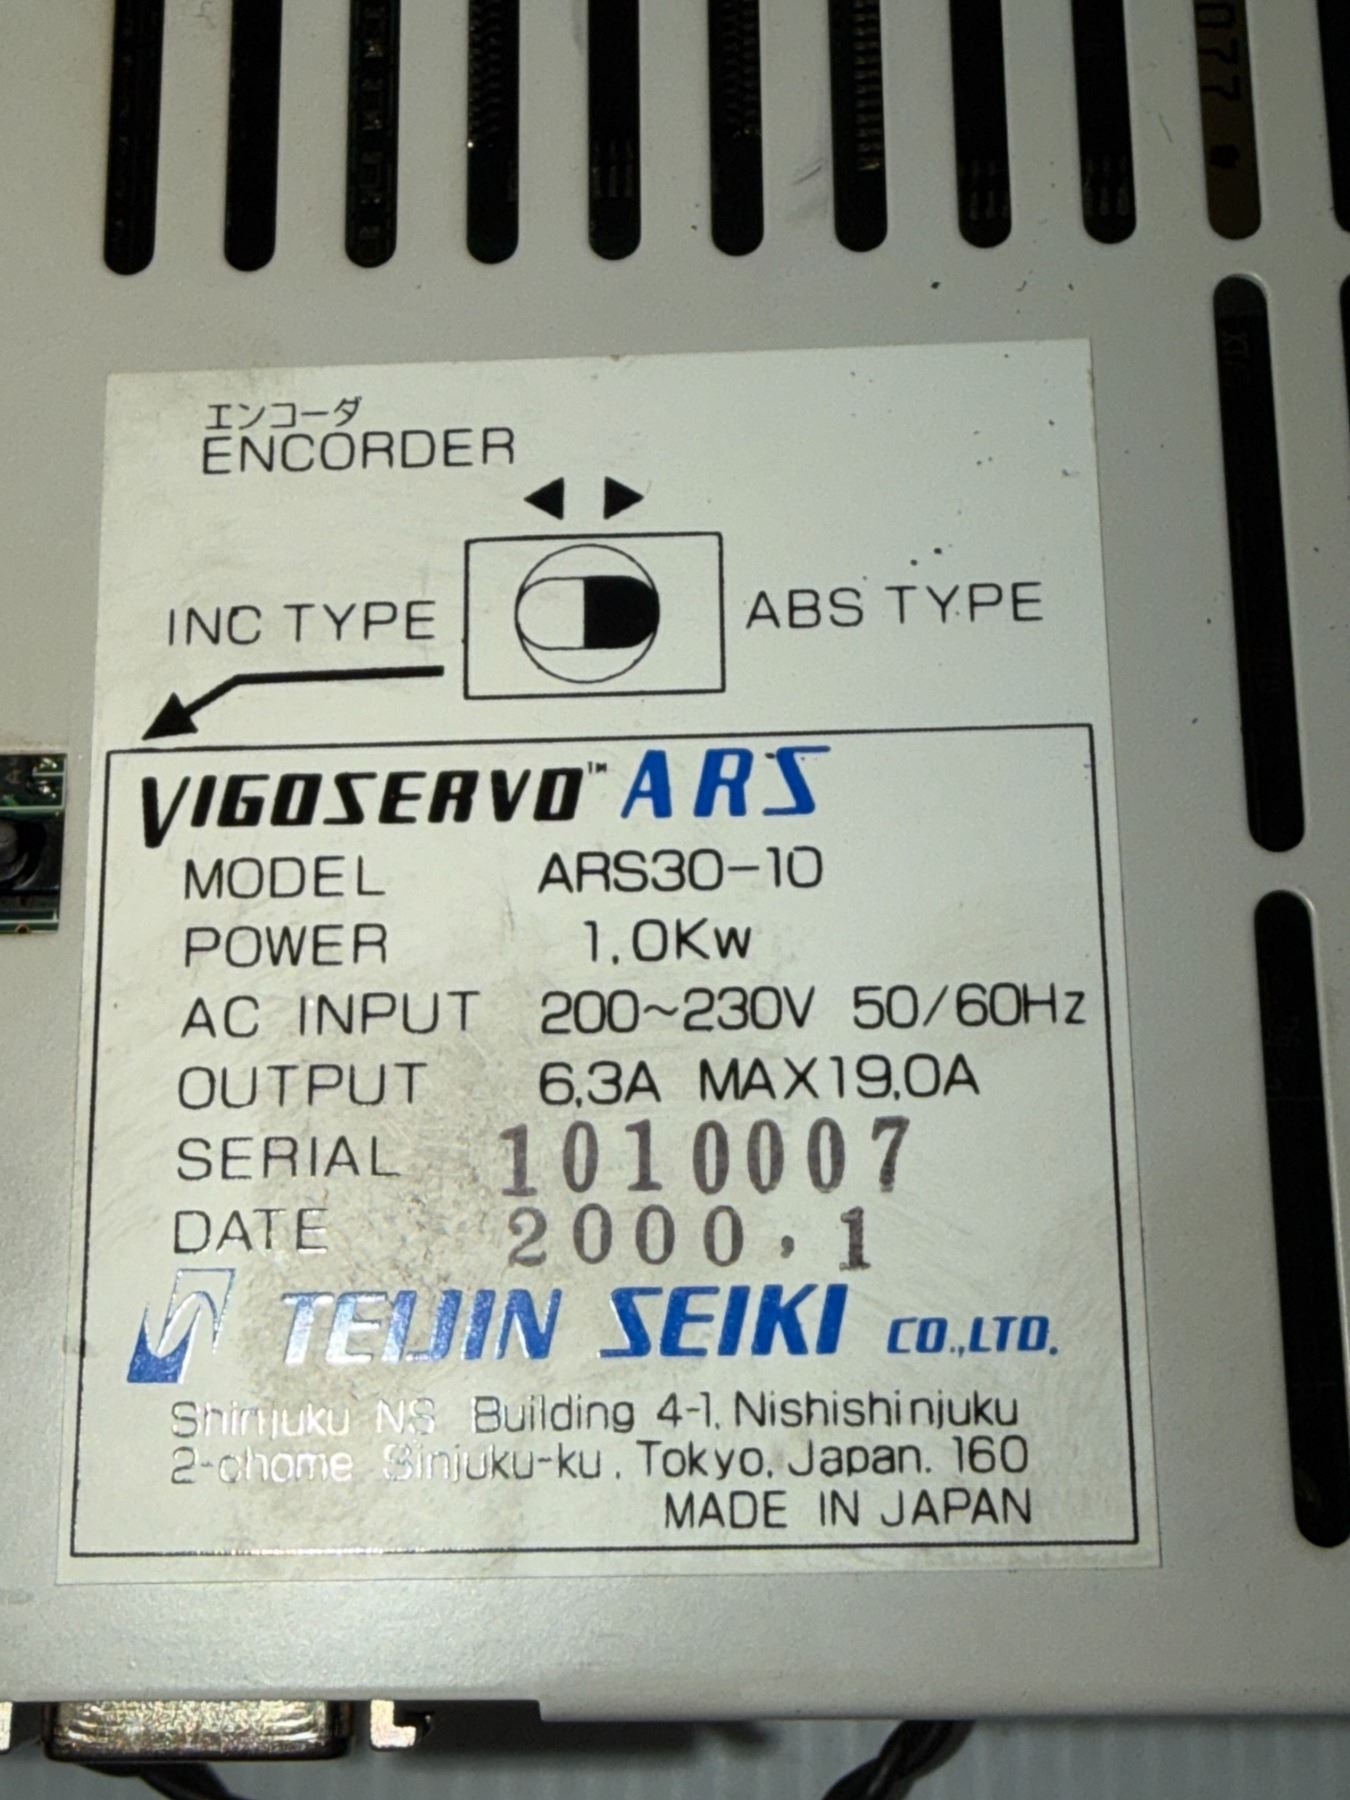 077
エンコーダ
ENCORDER
INC TYPE
ABS TYPE
VIGOSERVO™ ARS
MODEL ARS30-10
POWER 1.0Kw
AC INPUT 200~230V 50/60Hz
OUTPUT 6.3A MAX19.0A
SERIAL 1010007
DATE 2000,1
TEIJIN SEIKI CO.,LTD.
Shinjuku NS Building 4-1, Nishishinjuku
2-chome Sinjuku-ku, Tokyo, Japan. 160
MADE IN JAPAN